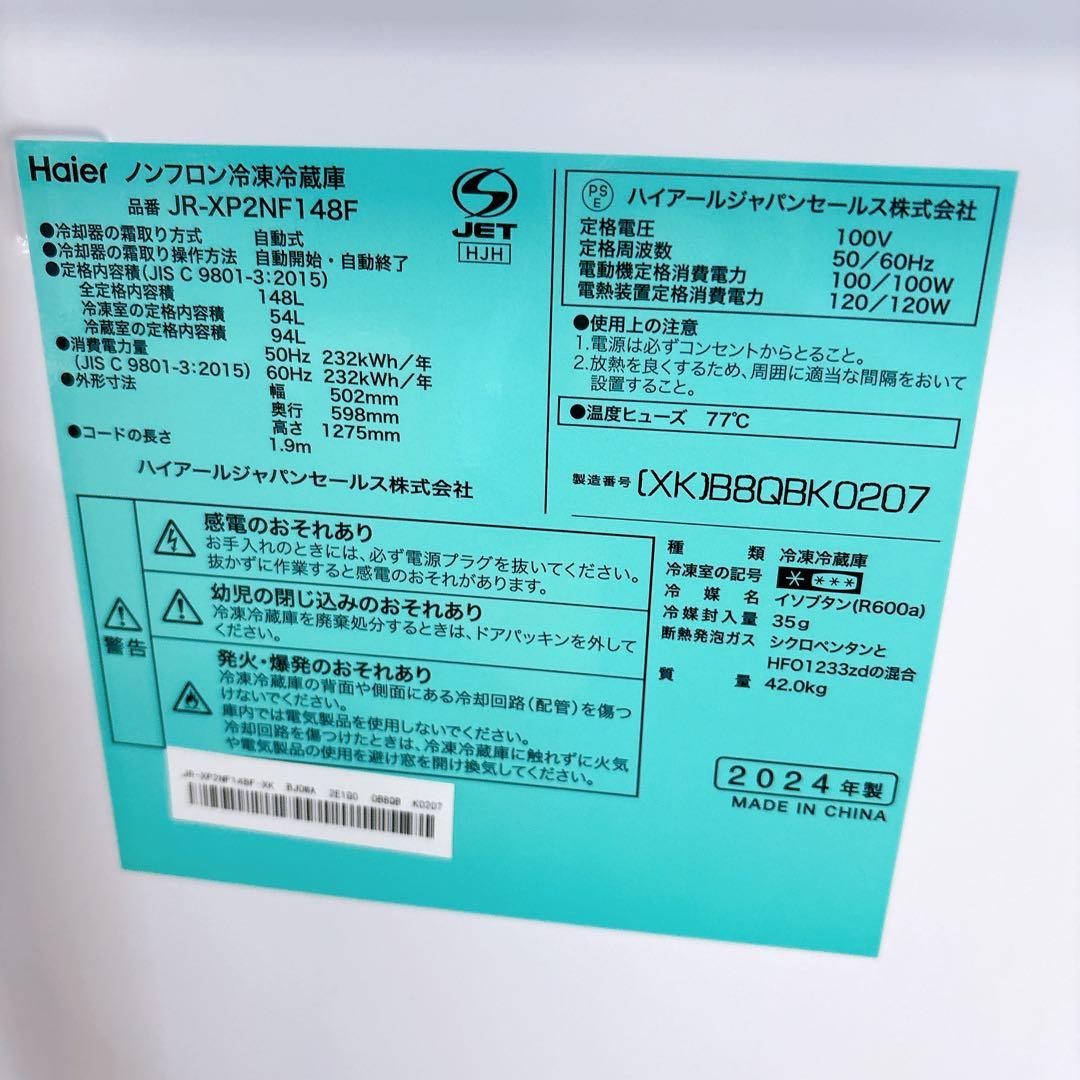 Haier ノンフロン冷凍冷蔵庫
品番 JR-XP2NF148F
●冷却器の霜取り方式 自動式
●冷却器の霜取り操作方法 自動開始・自動終了
●定格内容積(JIS C 9801-3:2015)
全定格内容積 148L
冷凍室の定格内容積 54L
冷蔵室の定格内容積 94L
●消費電力量 50Hz 232kWh/年
(JIS C 9801-3:2015) 60Hz 232kWh/年
●外形寸法 幅 502mm
奥行 598mm
高さ 1275mm
●コードの長さ 1.9m
ハイアールジャパンセールス株式会社
JET
HJH
PS
E
ハイアールジャパンセールス株式会社
定格電圧 100V
定格周波数 50/60Hz
電動機定格消費電力 100/100W
電熱装置定格消費電力 120/120W
●使用上の注意
1.電源は必ずコンセントからとること。
2.放熱を良くするため、周囲に適当な間隔をおいて
設置すること。
●温度ヒューズ 77℃
製造番号 (XK)B8QBK0207
警告
感電のおそれあり
お手入れのときには、必ず電源プラグを抜いてください。
抜かずに作業すると感電のおそれがあります。
幼児の閉じ込みのおそれあり
冷凍冷蔵庫を廃棄処分するときは、ドアパッキンを外して
ください。
発火・爆発のおそれあり
冷凍冷蔵庫の背面や側面にある冷却回路(配管)を傷つ
けないでください。
庫内では電気製品を使用しないでください。
冷却回路を傷つけたときは、冷凍冷蔵庫に触れずに火気
や電気製品の使用を避け窓を開け換気してください。
種類 冷凍冷蔵庫
冷凍室の記号 * ***
冷媒名 イソブタン(R600a)
冷媒封入量 35g
断熱発泡ガス シクロペンタンと
HFO1233zdの混合
質量 42.0kg
2024年製
MADE IN CHINA
JR-XP2NF148F-XK BJ0WA 2E1Q0 0B8QB K0207